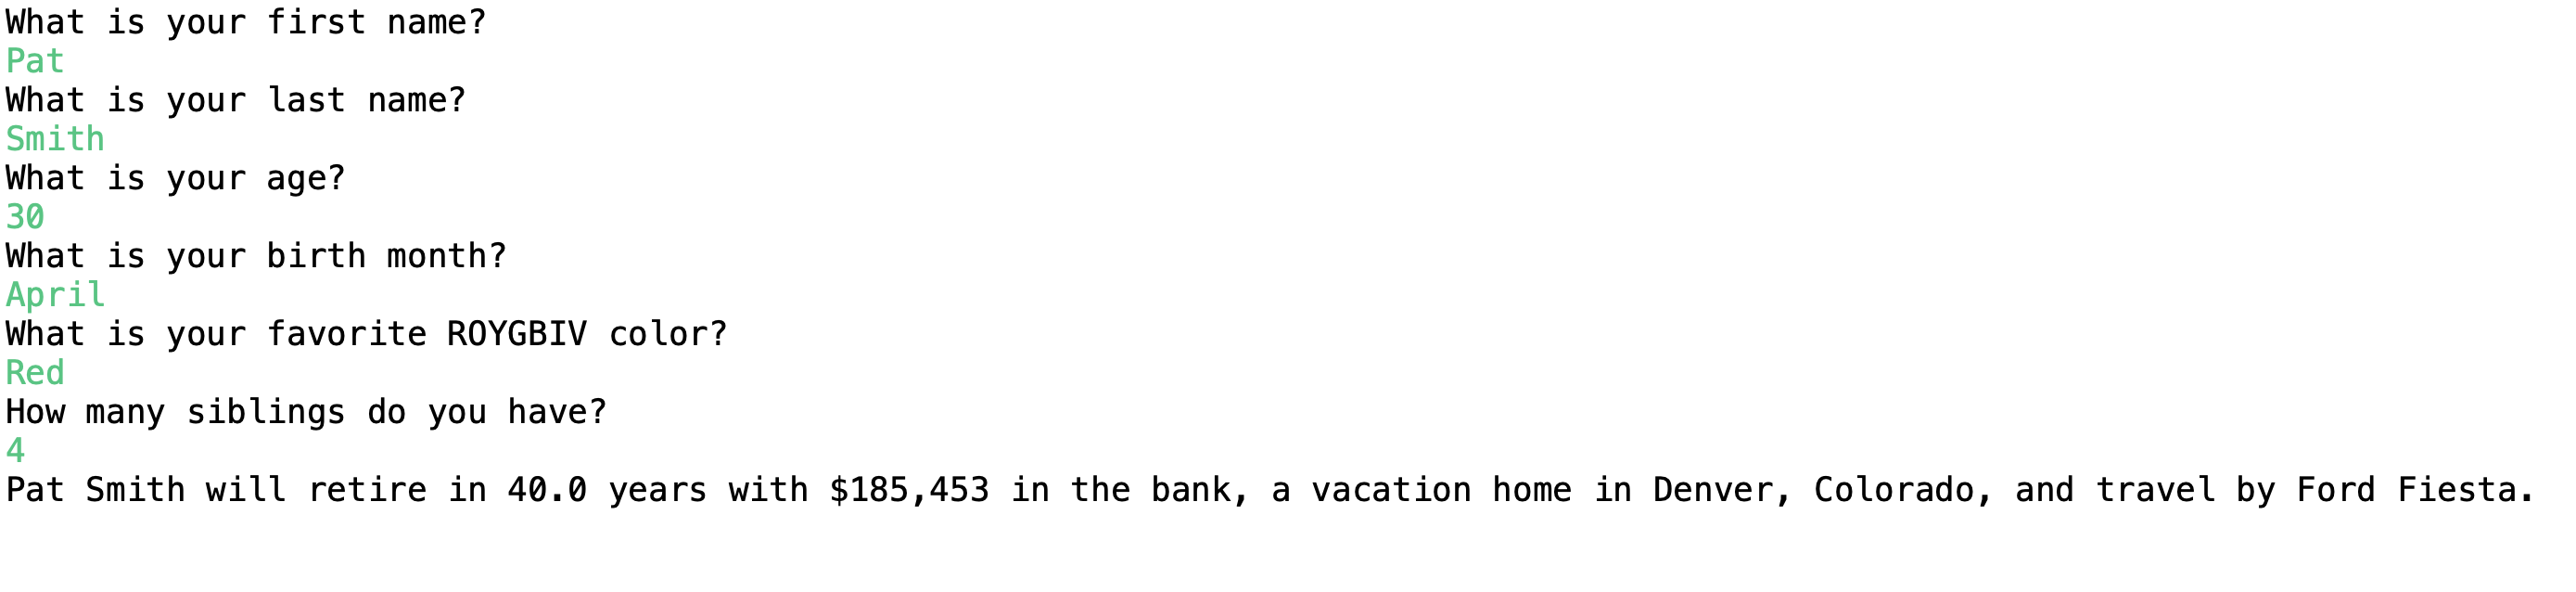 What is your first name?
Pat
What is your last name?
Smith
What is your age?
30
What is your birth month?
April
What is your favorite ROYGBIV color?
Red
How many siblings do you have?
4
Pat Smith will retire in 40.0 years with $185,453 in the bank, a vacation home in Denver, Colorado, and travel by Ford Fiesta.